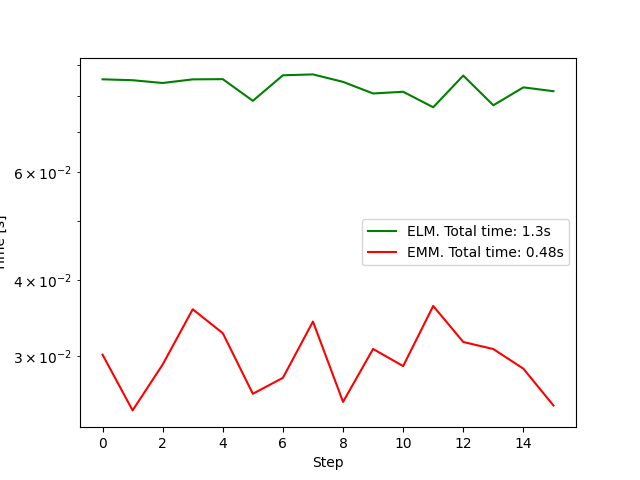 6 × 10⁻²
4 × 10⁻²
3 × 10⁻²
Time [s]
ELM. Total time: 1.3s
EMM. Total time: 0.48s
0 2 4 6 8 10 12 14
Step